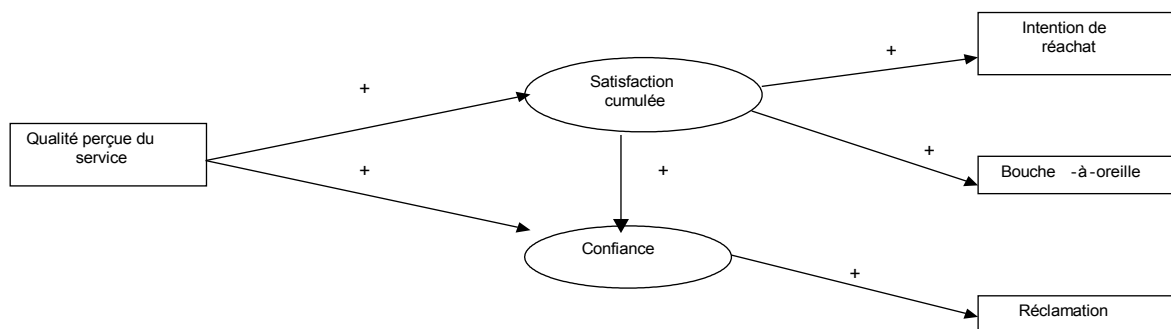 Intention de
réachat
+
Satisfaction
cumulée
+
Qualité perçue du
service
+
+
+
Bouche -à-oreille
Confiance
+
Réclamation